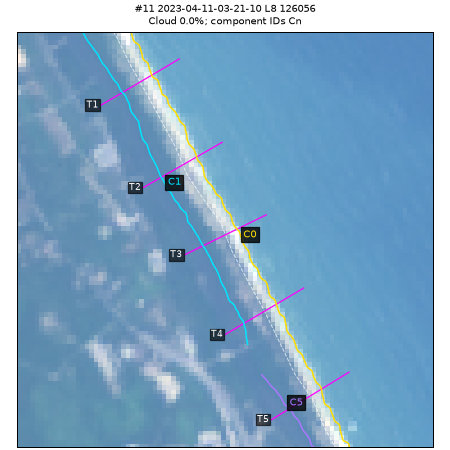 #11 2023-04-11-03-21-10 L8 126056
Cloud 0.0%; component IDs Cn
T1
T2
C1
C0
T3
T4
C5
T5